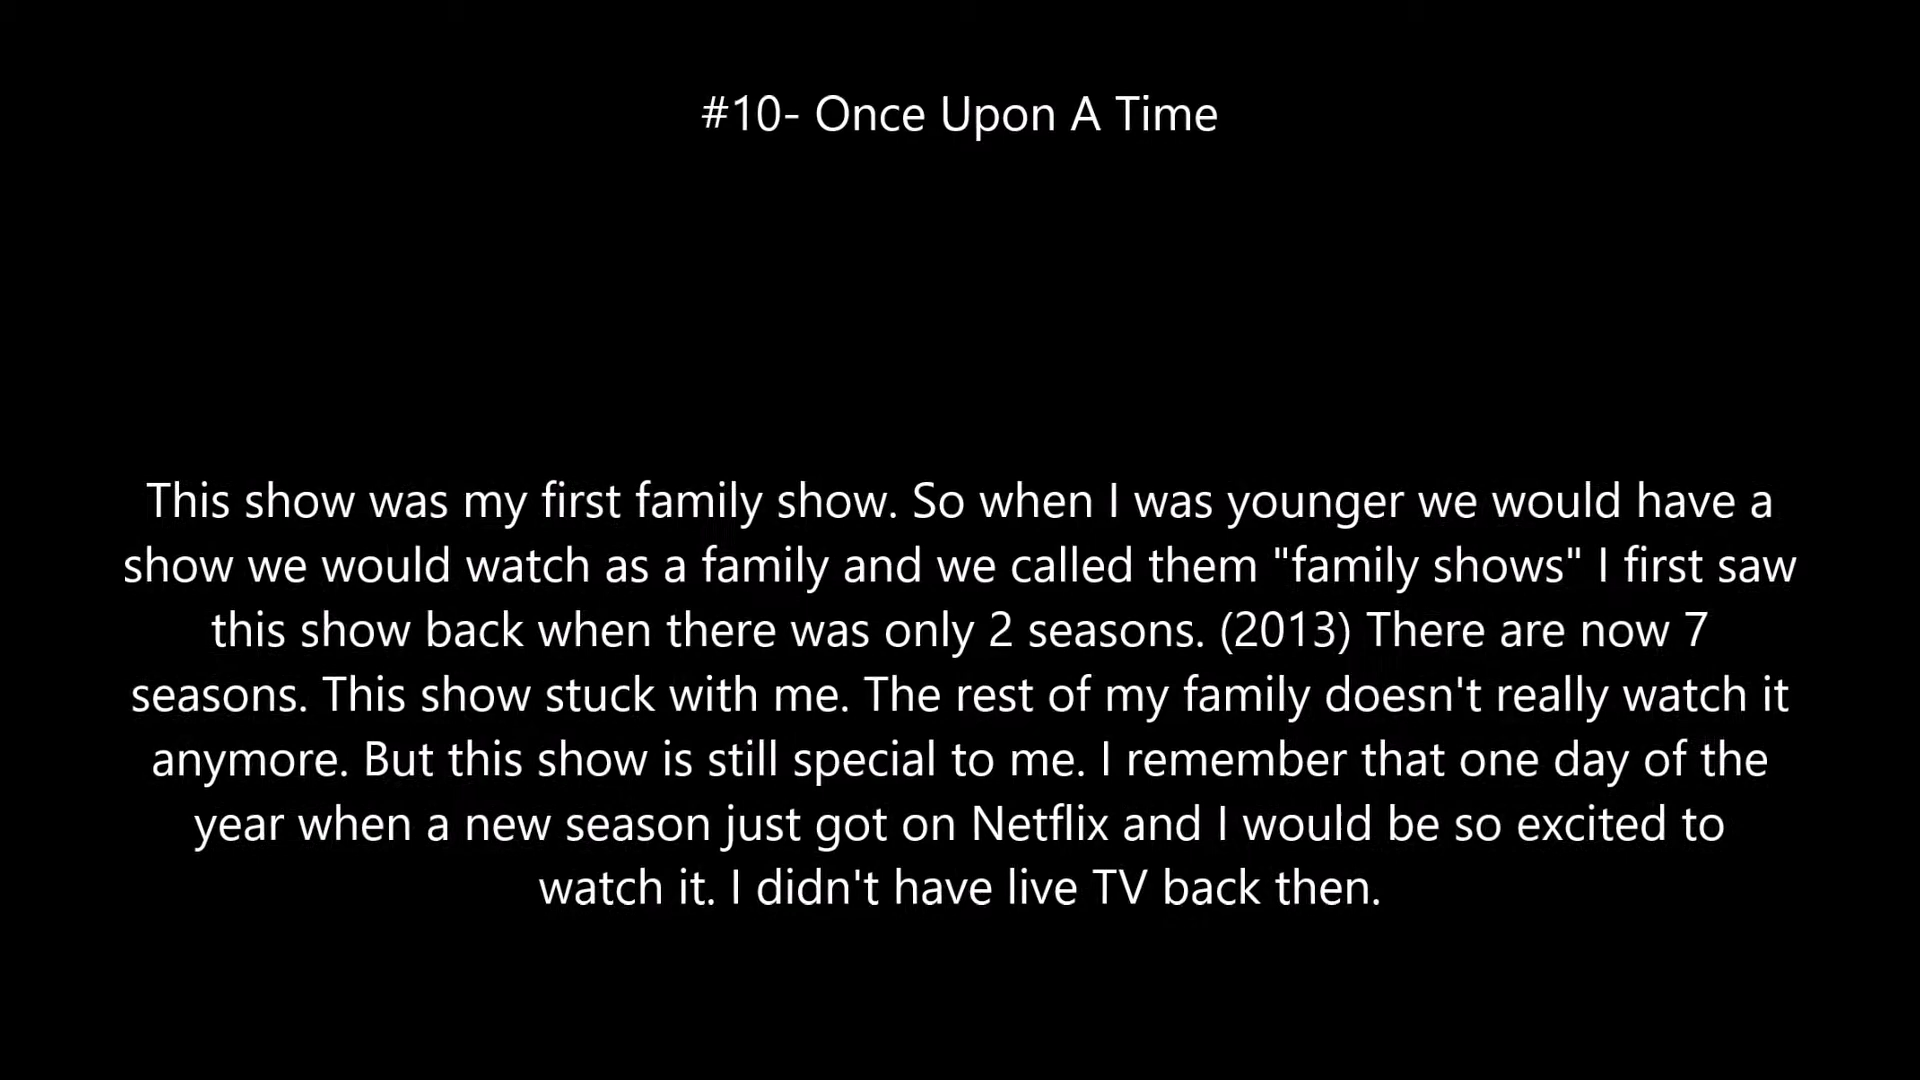 #10- Once Upon A Time
This show was my first family show. So when I was younger we would have a
show we would watch as a family and we called them "family shows" I first saw
this show back when there was only 2 seasons. (2013) There are now 7
seasons. This show stuck with me. The rest of my family doesn't really watch it
anymore. But this show is still special to me. I remember that one day of the
year when a new season just got on Netflix and I would be so excited to
watch it. I didn't have live TV back then.